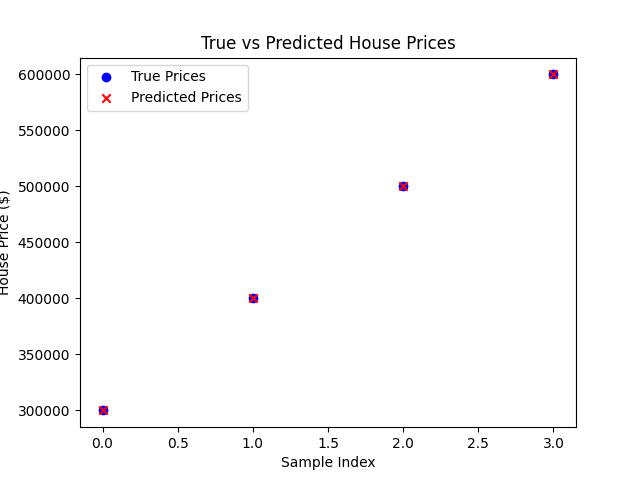 True vs Predicted House Prices
True Prices
Predicted Prices
600000
550000
500000
450000
400000
350000
300000
House Price ($)
0.0 0.5 1.0 1.5 2.0 2.5 3.0
Sample Index